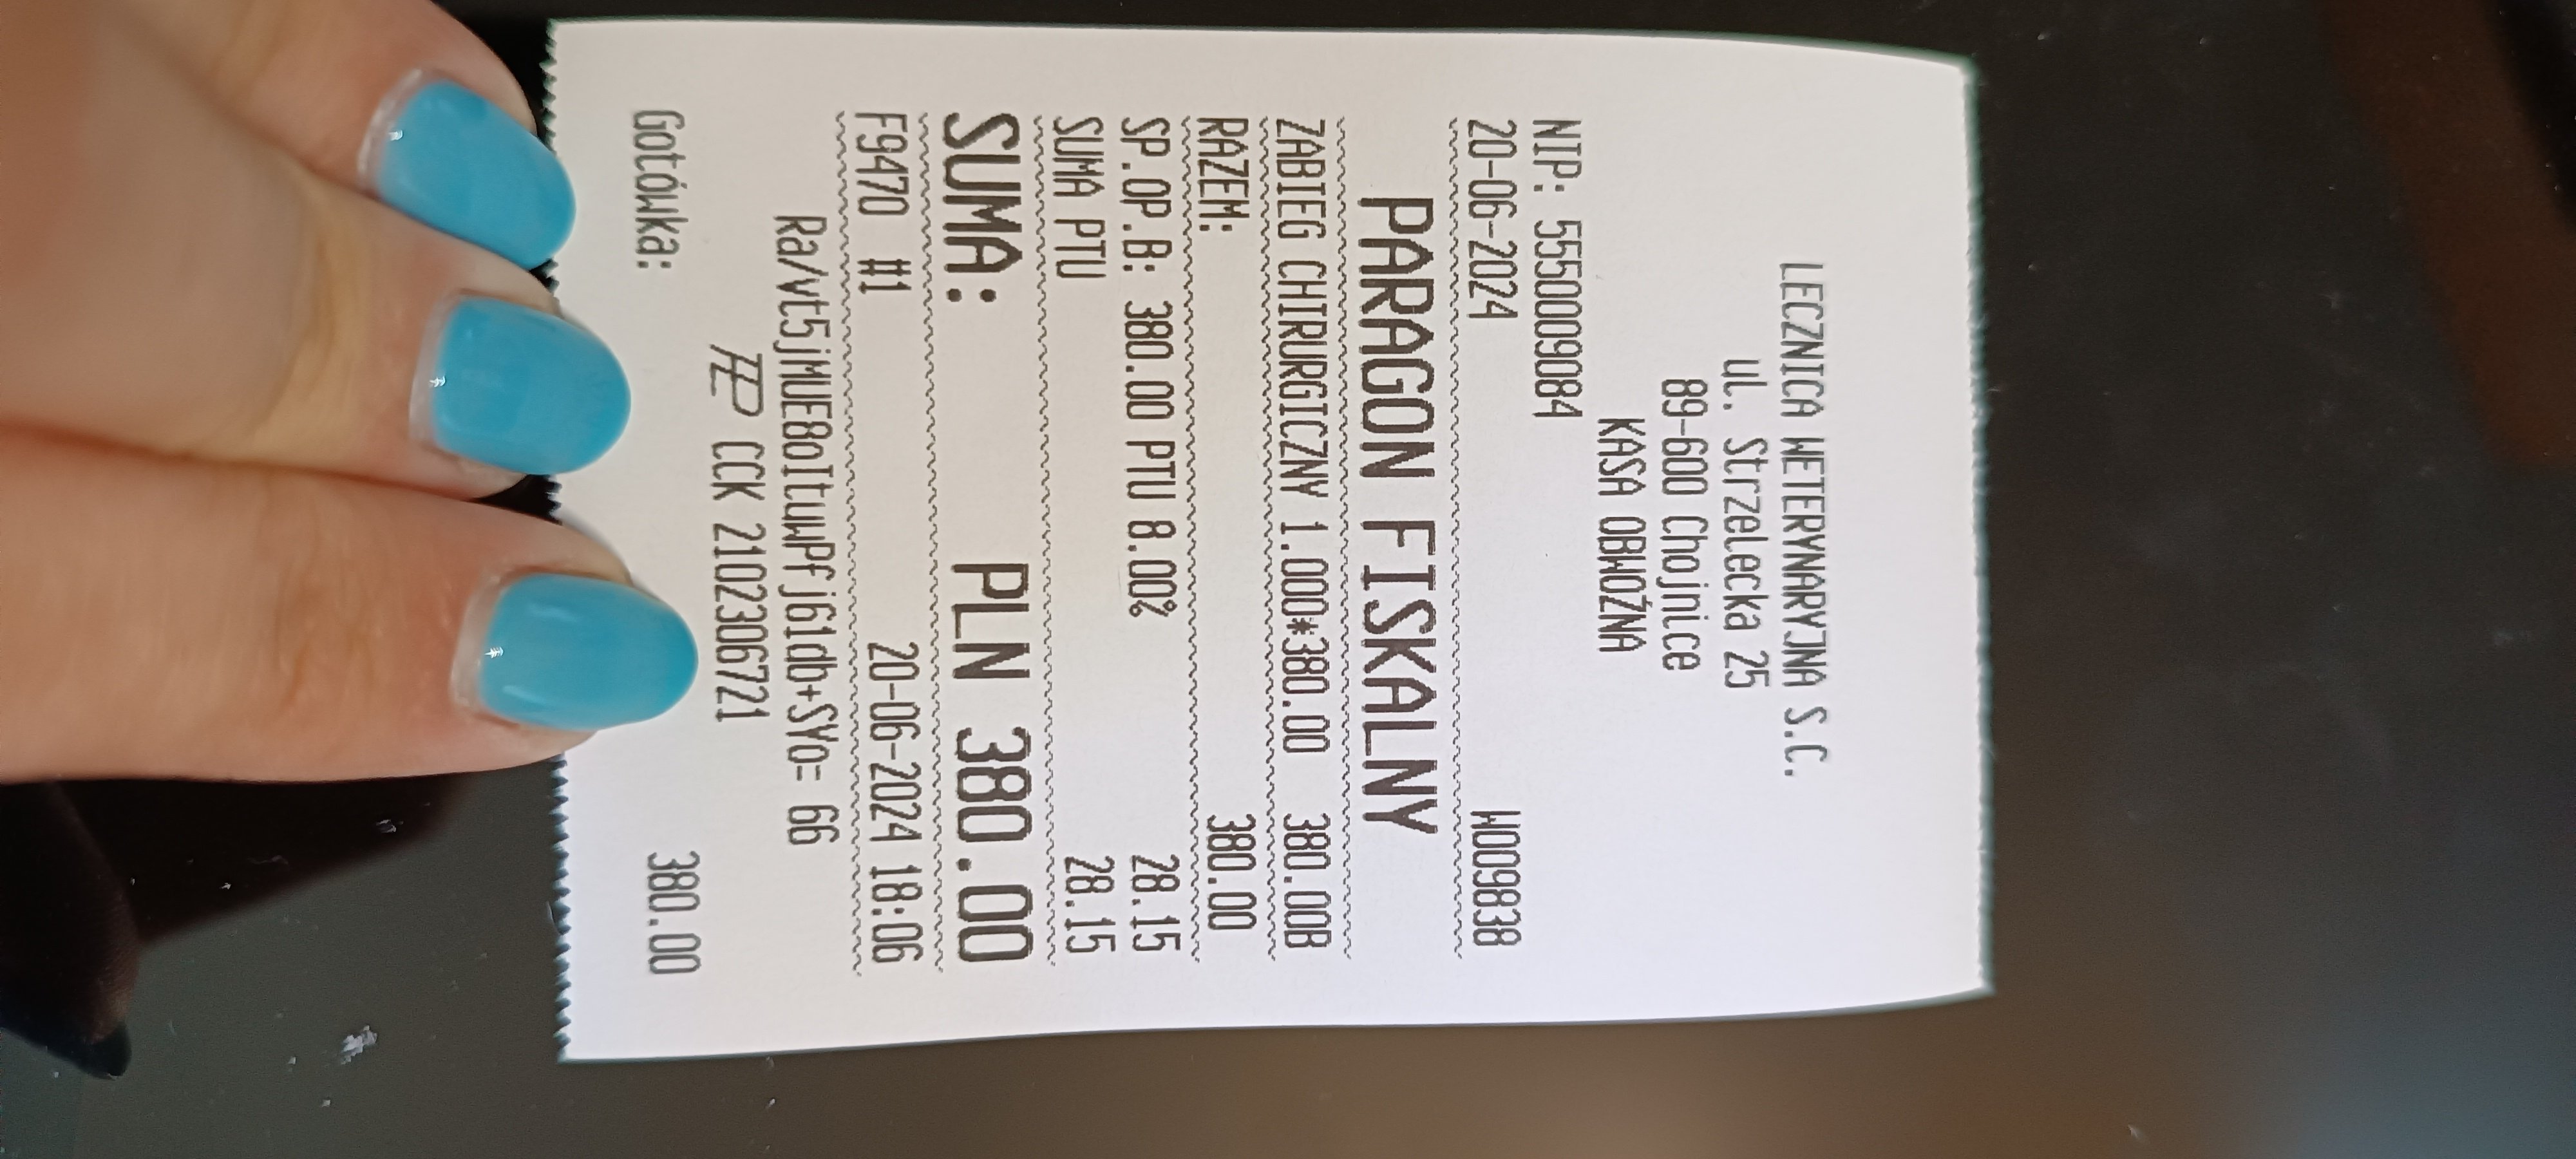 LECZNICA WETERYNARYJNA S.C.
ul. Strzelecka 25
89-600 Chojnice
KASA OBWOŹNA
NIP: 5550009084
20-06-2024 W009838
PARAGON FISKALNY
ZABIEG CHIRURGICZNY 1.000*380.00 380.00B
RAZEM: 380.00
SP.OP.B: 380.00 PTU 8.00% 28.15
SUMA PTU 28.15
SUMA: PLN 380.00
F9470 #1 20-06-2024 18:06
Ra/vt5jMUE8oItuwPfj61db+SYo= 66
CCK 2102306721
Gotówka: 380.00